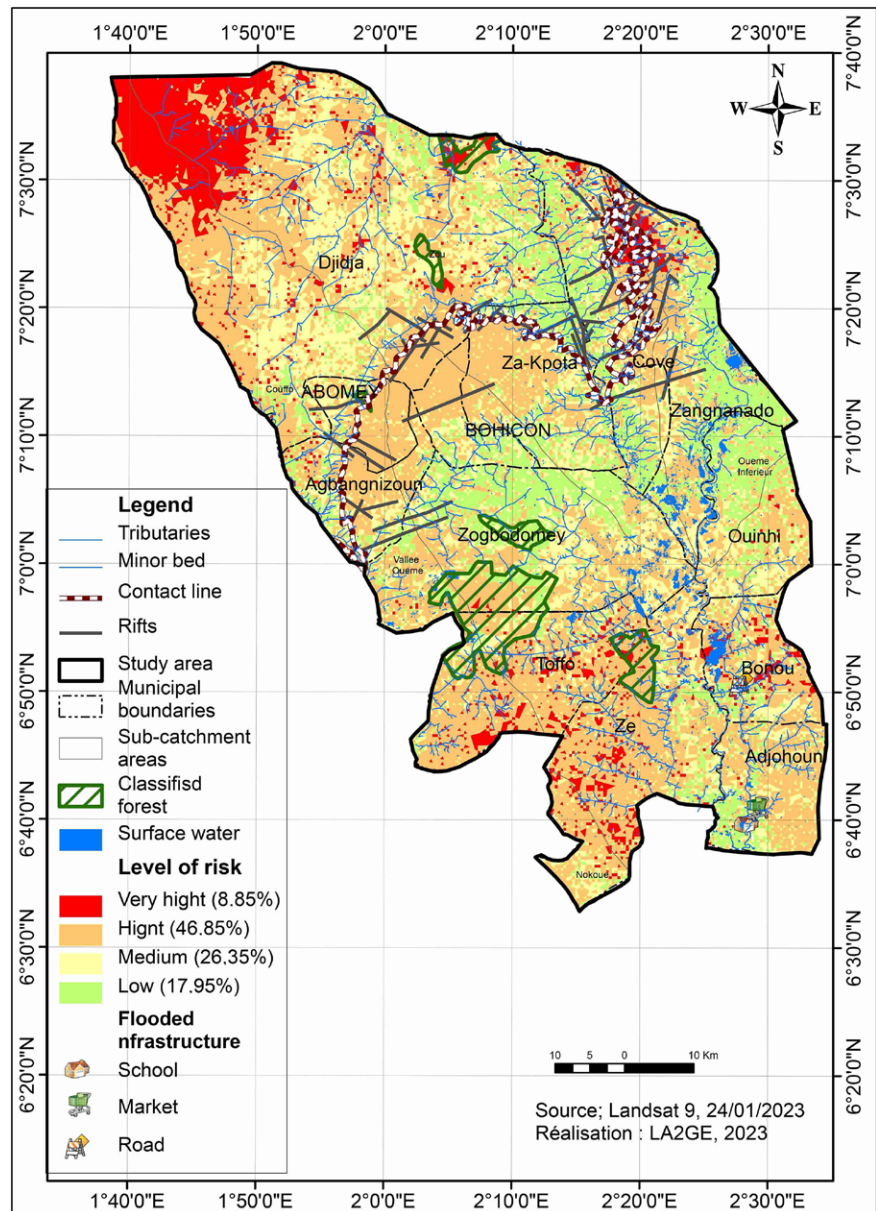 1°40'0"E 1°50'0"E 2°0'0"E 2°10'0"E 2°20'0"E 2°30'0"E
7°40'0"N 7°40'0"N
N
W E
S
7°30'0"N 7°30'0"N
Zou
Djidja
7°20'0"N 7°20'0"N
Za-Kpota
Cove
Couffo
ABOMEY
Zangnanado
BOHICON
7°10'0"N 7°10'0"N
Oueme
Inferieur
Agbangnizoun
Zogbodomey
Ouinhi
Vallee
Oueme
7°0'0"N 7°0'0"N
Toffo
Bonou
6°50'0"N 6°50'0"N
Ze
Adjohoun
6°40'0"N 6°40'0"N
Nokoue
6°30'0"N 6°30'0"N
6°20'0"N 6°20'0"N
Legend
Tributaries
Minor bed
Contact line
Rifts
Study area
Municipal
boundaries
Sub-catchment
areas
Classifisd
forest
Surface water
Level of risk
Very hight (8.85%)
Hignt (46.85%)
Medium (26.35%)
Low (17.95%)
Flooded
nfrastructure
School
Market
Road
10 5 0 10 Km
Source; Landsat 9, 24/01/2023
Réalisation : LA2GE, 2023
1°40'0"E 1°50'0"E 2°0'0"E 2°10'0"E 2°20'0"E 2°30'0"E